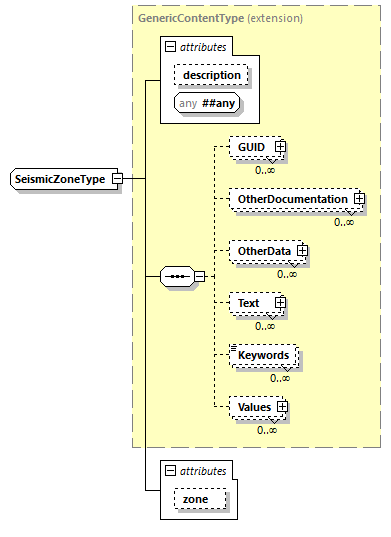 GenericContentType (extension)
attributes
description
any ##any
SeismicZoneType
GUID
0..∞
OtherDocumentation
0..∞
OtherData
0..∞
Text
0..∞
Keywords
0..∞
Values
0..∞
attributes
zone